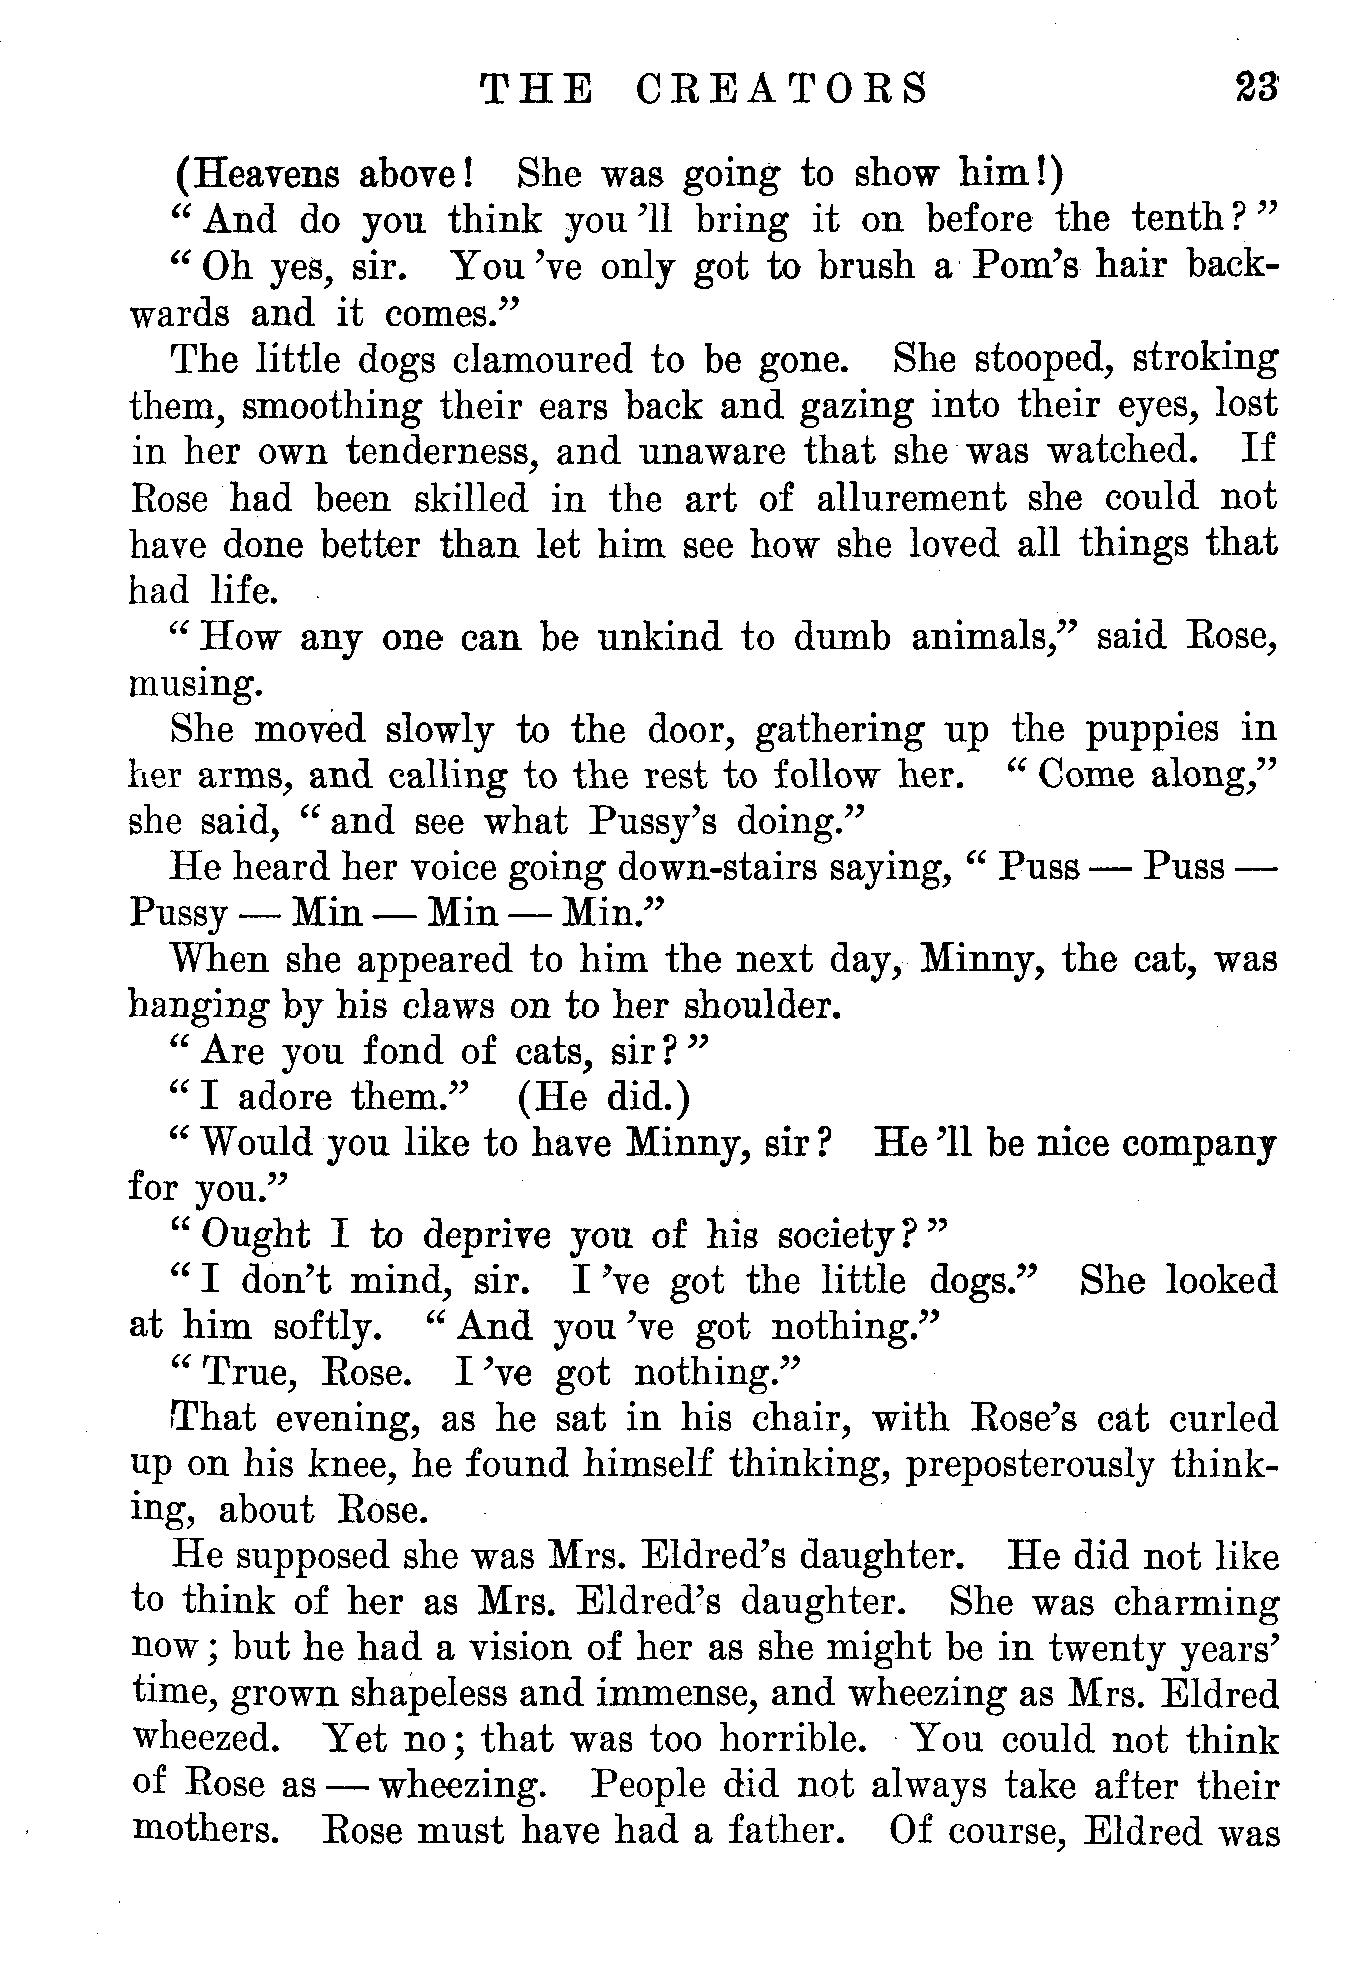 THE CREATORS 23
(Heavens above! She was going to show him!)
“And do you think you’ll bring it on before the tenth?”
“Oh yes, sir. You’ve only got to brush a Pom’s hair back-
wards and it comes.”
The little dogs clamoured to be gone. She stooped, stroking
them, smoothing their ears back and gazing into their eyes, lost
in her own tenderness, and unaware that she was watched. If
Rose had been skilled in the art of allurement she could not
have done better than let him see how she loved all things that
had life.
“How any one can be unkind to dumb animals,” said Rose,
musing.
She moved slowly to the door, gathering up the puppies in
her arms, and calling to the rest to follow her. “Come along,”
she said, “and see what Pussy’s doing.”
He heard her voice going down-stairs saying, “Puss — Puss —
Pussy — Min — Min — Min.”
When she appeared to him the next day, Minny, the cat, was
hanging by his claws on to her shoulder.
“Are you fond of cats, sir?”
“I adore them.” (He did.)
“Would you like to have Minny, sir? He’ll be nice company
for you.”
“Ought I to deprive you of his society?”
“I don’t mind, sir. I’ve got the little dogs.” She looked
at him softly. “And you’ve got nothing.”
“True, Rose. I’ve got nothing.”
That evening, as he sat in his chair, with Rose’s cat curled
up on his knee, he found himself thinking, preposterously think-
ing, about Rose.
He supposed she was Mrs. Eldred’s daughter. He did not like
to think of her as Mrs. Eldred’s daughter. She was charming
now; but he had a vision of her as she might be in twenty years’
time, grown shapeless and immense, and wheezing as Mrs. Eldred
wheezed. Yet no; that was too horrible. You could not think
of Rose as — wheezing. People did not always take after their
mothers. Rose must have had a father. Of course, Eldred was